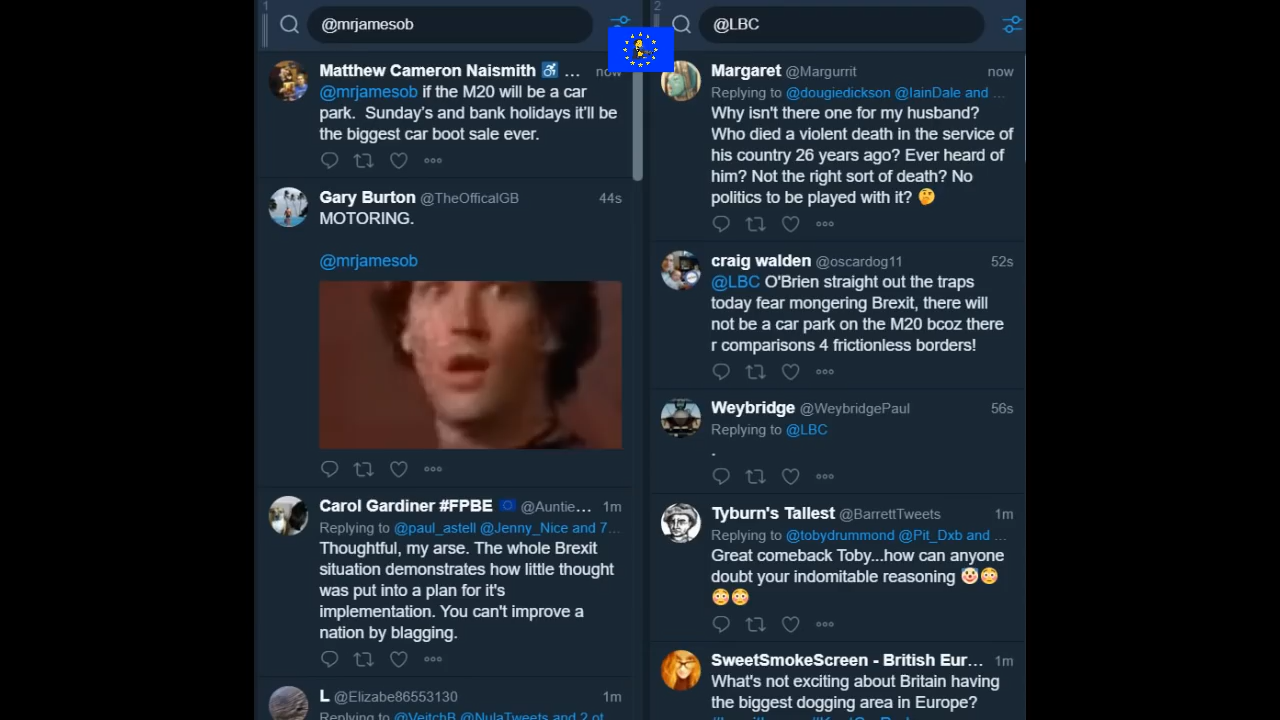 1
@mrjamesob
Matthew Cameron Naismith ♿ ... now
@mrjamesob if the M20 will be a car
park.  Sunday's and bank holidays it'll be
the biggest car boot sale ever.
Gary Burton @TheOfficalGB 44s
MOTORING.
@mrjamesob
Carol Gardiner #FPBE 🇪🇺 @Auntie... 1m
Replying to @paul_astell @Jenny_Nice and 7...
Thoughtful, my arse. The whole Brexit
situation demonstrates how little thought
was put into a plan for it's
implementation. You can't improve a
nation by blagging.
L @Elizabe86553130 1m
Replying to @VeitchB @NulaTweets and 2 ot
2
@LBC
Margaret @Margurrit now
Replying to @dougiedickson @IainDale and ...
Why isn't there one for my husband?
Who died a violent death in the service of
his country 26 years ago? Ever heard of
him? Not the right sort of death? No
politics to be played with it? 🤔
craig walden @oscardog11 52s
@LBC O'Brien straight out the traps
today fear mongering Brexit, there will
not be a car park on the M20 bcoz there
r comparisons 4 frictionless borders!
Weybridge @WeybridgePaul 56s
Replying to @LBC
.
Tyburn's Tallest @BarrettTweets 1m
Replying to @tobydrummond @Pit_Dxb and ...
Great comeback Toby...how can anyone
doubt your indomitable reasoning 🤡😳
😳😳
SweetSmokeScreen - British Eur... 1m
What's not exciting about Britain having
the biggest dogging area in Europe?